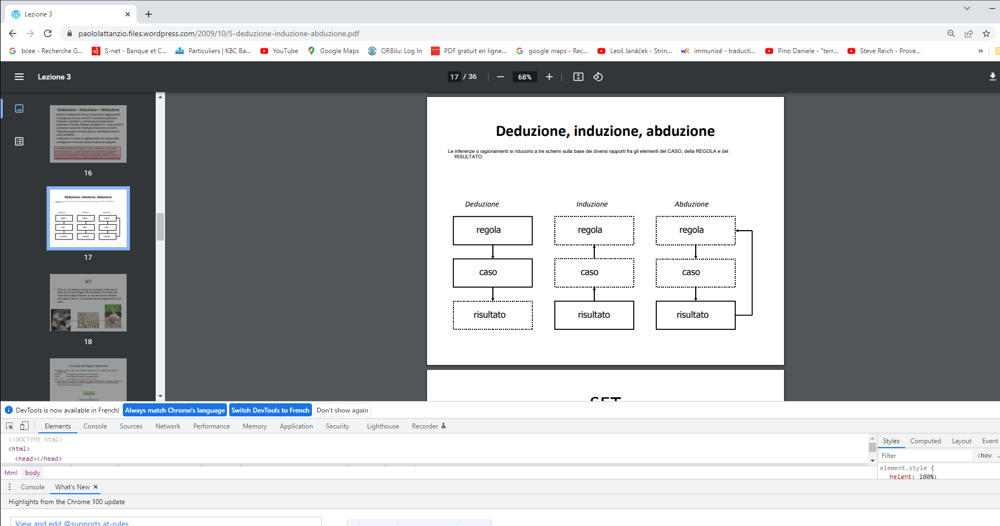 Lezione 3
paololattanzio.files.wordpress.com/2009/10/5-deduzione-induzione-abduzione.pdf
bcee - Recherche G... S-net - Banque et C... Particuliers | KBC Ba... YouTube Google Maps ORBilu: Log In PDF gratuit en ligne... google maps - Rec... Leoš Janáček - Strin... immunisé - traducti... Pino Daniele - "terr... Steve Reich - Prove... »
Lezione 3 17 / 36 68%
Deduzione – Induzione – Abduzione
16
Deduzione, induzione, abduzione
17
SET
18
L'esempio dei fagioli: deduzione
Deduzione, induzione, abduzione
Le inferenze o ragionamenti si riducono a tre schemi sulla base dei diversi rapporti fra gli elementi del CASO, della REGOLA e del
RISULTATO.
Deduzione Induzione Abduzione
regola regola regola
caso caso caso
risultato risultato risultato
SET
DevTools is now available in French! Always match Chrome's language Switch DevTools to French Don't show again
Elements Console Sources Network Performance Memory Application Security Lighthouse Recorder
<!DOCTYPE html>
<html>
<head></head>
html body
Styles Computed Layout Event
Filter :hov .
element.style {
height: 100%;
Console What's New
Highlights from the Chrome 100 update
View and edit @supports at-rules